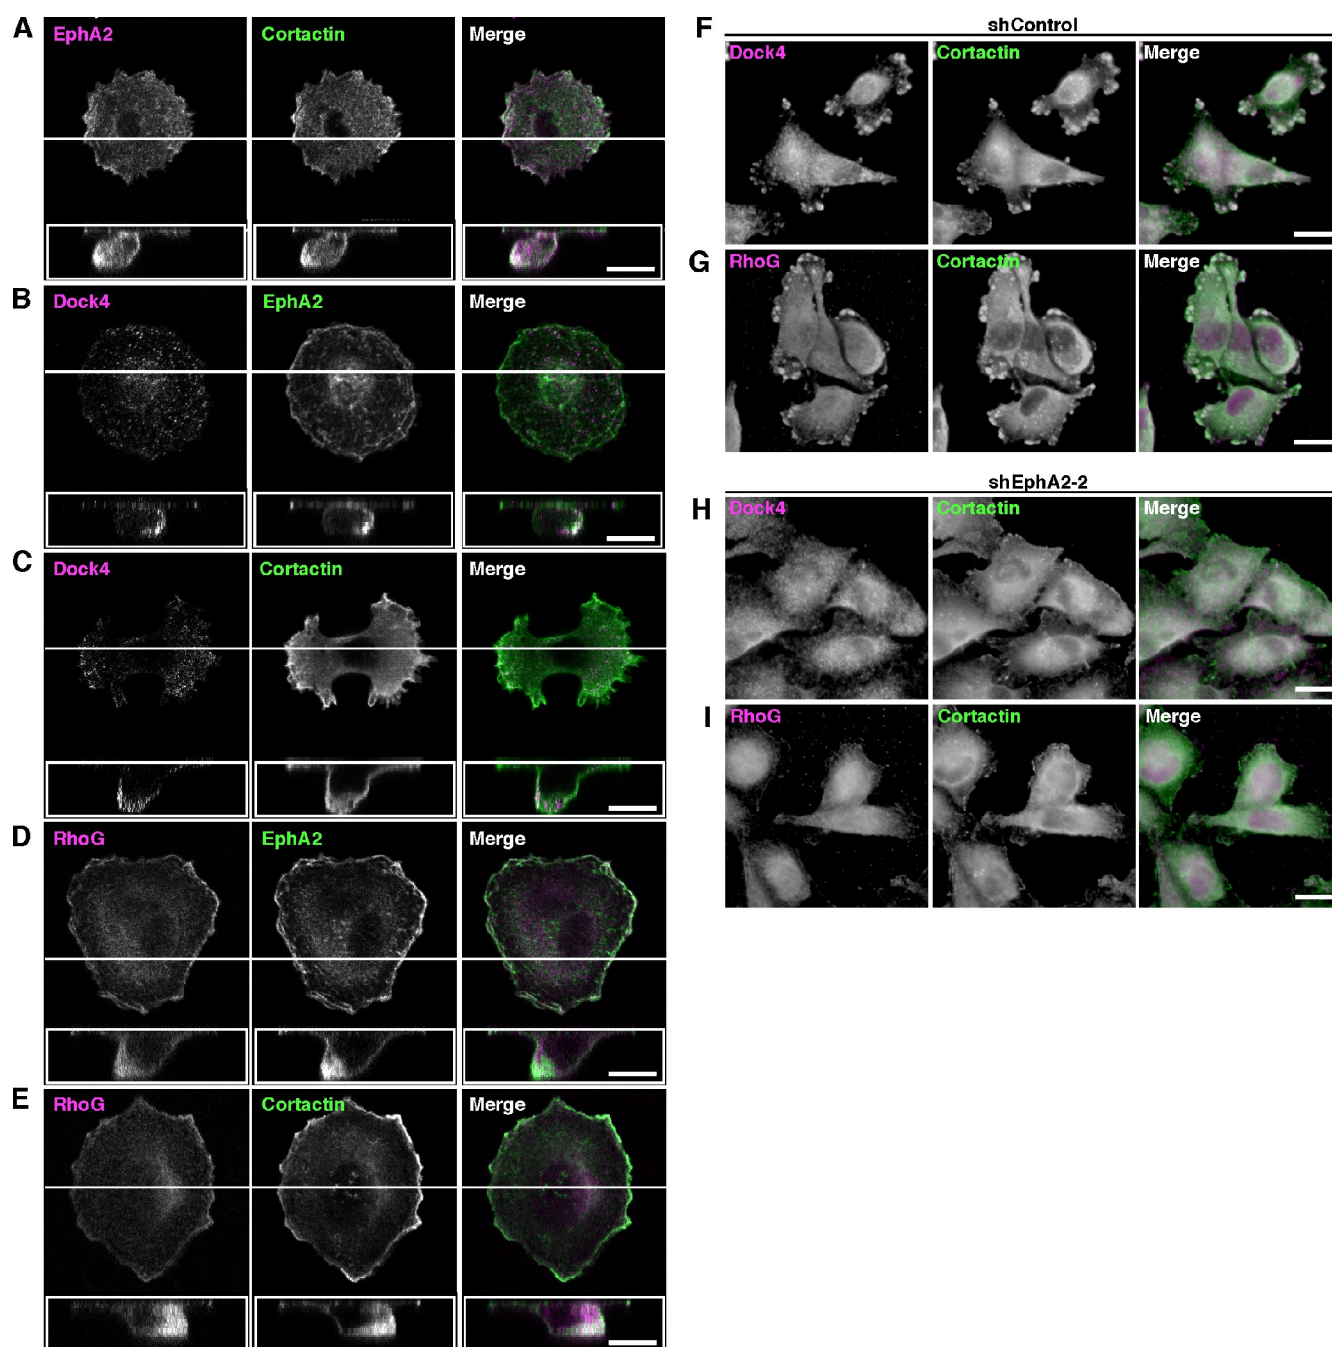 A
EphA2
Cortactin
Merge
B
Dock4
EphA2
Merge
C
Dock4
Cortactin
Merge
D
RhoG
EphA2
Merge
E
RhoG
Cortactin
Merge
F
shControl
Dock4
Cortactin
Merge
G
RhoG
Cortactin
Merge
shEphA2-2
H
Dock4
Cortactin
Merge
I
RhoG
Cortactin
Merge